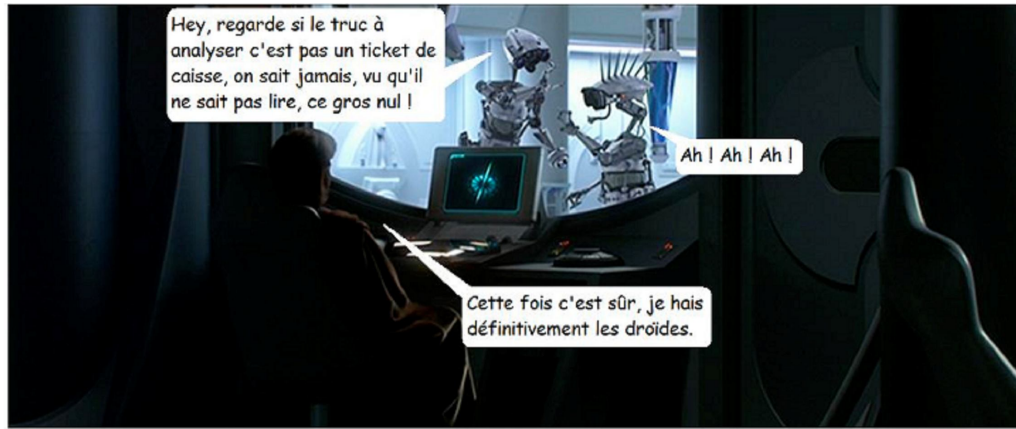 Hey, regarde si le truc à
analyser c'est pas un ticket de
caisse, on sait jamais, vu qu'il
ne sait pas lire, ce gros nul !
Ah ! Ah ! Ah !
Cette fois c'est sûr, je hais
définitivement les droïdes.